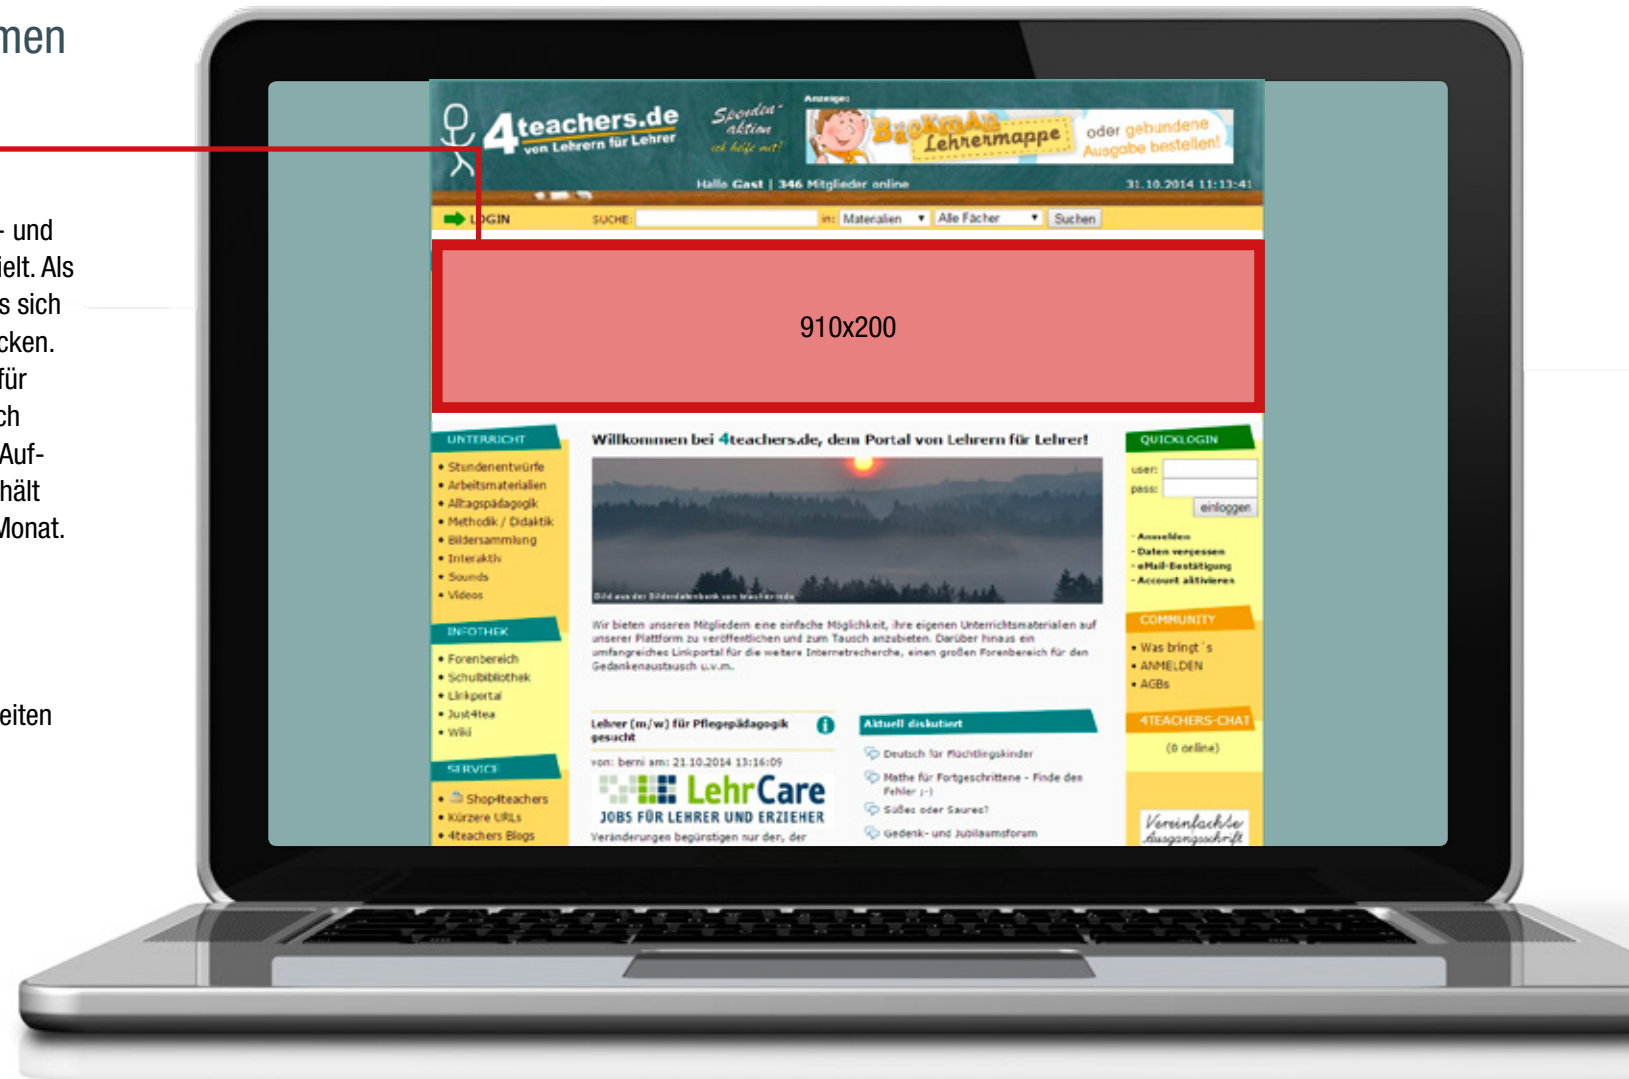 men
- und
ielt. Als
s sich
cken.
für
ch
Auf-
hält
Monat.
eiten
4teachers.de
von Lehrern für Lehrer
Spenden-
aktion
ich helfe mit!
Anzeige:
BacKmAn
Lehrermappe
oder gebundene
Ausgabe bestellen!
Hallo Gast | 346 Mitglieder online
31.10.2014 11:13:41
LOGIN
SUCHE:
in: Materialien
Alle Fächer
Suchen
910x200
UNTERRICHT
• Stundenentwürfe
• Arbeitsmaterialien
• Alltagspädagogik
• Methodik / Didaktik
• Bildersammlung
• Interaktiv
• Sounds
• Videos
INFOTHEK
• Forenbereich
• Schulbibliothek
• Linkportal
• Just4tea
• Wiki
SERVICE
• Shop4teachers
• Kürzere URLs
• 4teachers Blogs
Willkommen bei 4teachers.de, dem Portal von Lehrern für Lehrer!
Bild aus der Bilderdatenbank von
Wir bieten unseren Mitgliedern eine einfache Möglichkeit, ihre eigenen Unterrichtsmaterialien auf
unserer Plattform zu veröffentlichen und zum Tausch anzubieten. Darüber hinaus ein
umfangreiches Linkportal für die weitere Internetrecherche, einen großen Forenbereich für den
Gedankenaustausch u.v.m.
Lehrer (m/w) für Pflegepädagogik
gesucht
von: berni am: 21.10.2014 13:16:09
LehrCare
JOBS FÜR LEHRER UND ERZIEHER
Veränderungen begünstigen nur den, der
Aktuell diskutiert
Deutsch für Flüchtlingskinder
Mathe für Fortgeschrittene - Finde den
Fehler ;-)
Süßes oder Saures?
Gedenk- und Jubiläumsforum
QUICKLOGIN
user:
pass:
einloggen
- Anmelden
- Daten vergessen
- eMail-Bestätigung
- Account aktivieren
COMMUNITY
• Was bringt´s
• ANMELDEN
• AGBs
4TEACHERS-CHAT
(0 online)
Vereinfachte
Ausgangsschrift